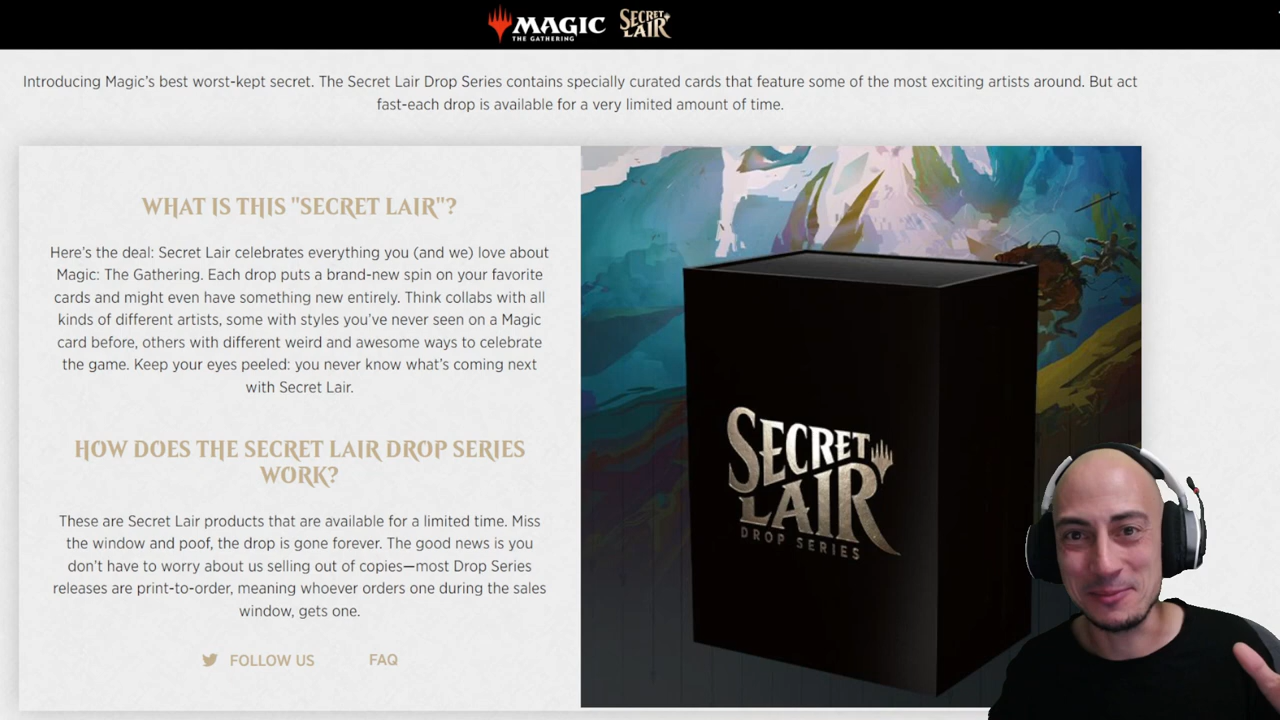 MAGIC
THE GATHERING
SECRET
LAIR
Introducing Magic's best worst-kept secret. The Secret Lair Drop Series contains specially curated cards that feature some of the most exciting artists around. But act
fast-each drop is available for a very limited amount of time.
WHAT IS THIS "SECRET LAIR"?
Here's the deal: Secret Lair celebrates everything you (and we) love about
Magic: The Gathering. Each drop puts a brand-new spin on your favorite
cards and might even have something new entirely. Think collabs with all
kinds of different artists, some with styles you've never seen on a Magic
card before, others with different weird and awesome ways to celebrate
the game. Keep your eyes peeled: you never know what's coming next
with Secret Lair.
HOW DOES THE SECRET LAIR DROP SERIES
WORK?
These are Secret Lair products that are available for a limited time. Miss
the window and poof, the drop is gone forever. The good news is you
don't have to worry about us selling out of copies—most Drop Series
releases are print-to-order, meaning whoever orders one during the sales
window, gets one.
FOLLOW US FAQ
SECRET
LAIR
DROP SERIES